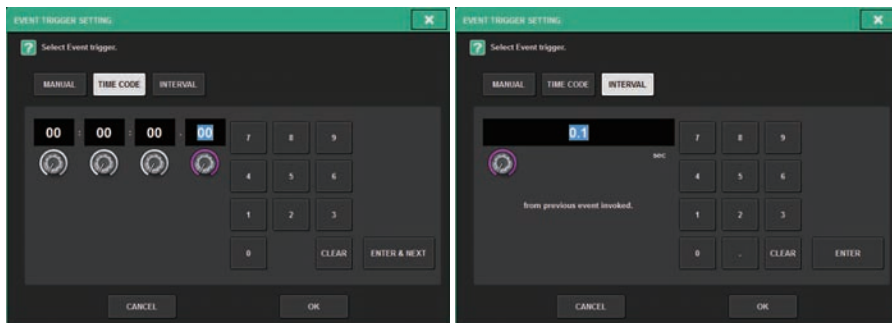 EVENT TRIGGER SETTING
Select Event trigger.
MANUAL TIME CODE INTERVAL
00 : 00 : 00 . 00
7 8 9
4 5 6
1 2 3
0 CLEAR ENTER & NEXT
CANCEL OK
EVENT TRIGGER SETTING
Select Event trigger.
MANUAL TIME CODE INTERVAL
0.1
sec
7 8 9
4 5 6
from previous event invoked.
1 2 3
0 . CLEAR ENTER
CANCEL OK